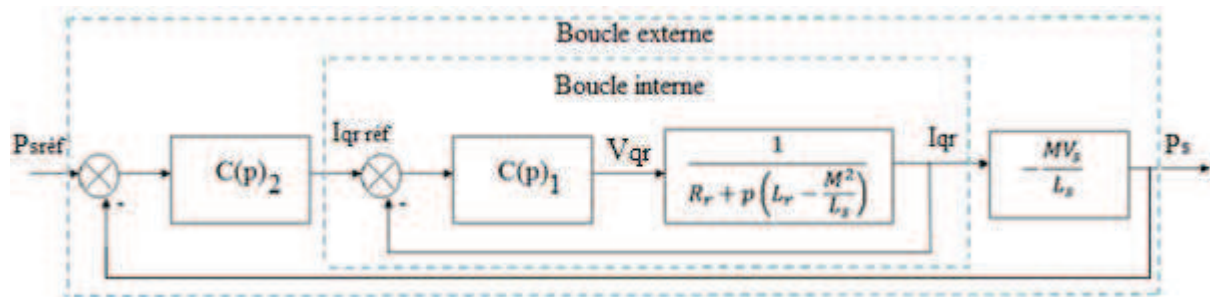 Boucle externe
Boucle interne
Psréf
C(p)2
Iqr réf
C(p)1
Vqr
1
Rr + p(Lr − M²/Ls)
Iqr
− MVs/Ls
Ps
-
-